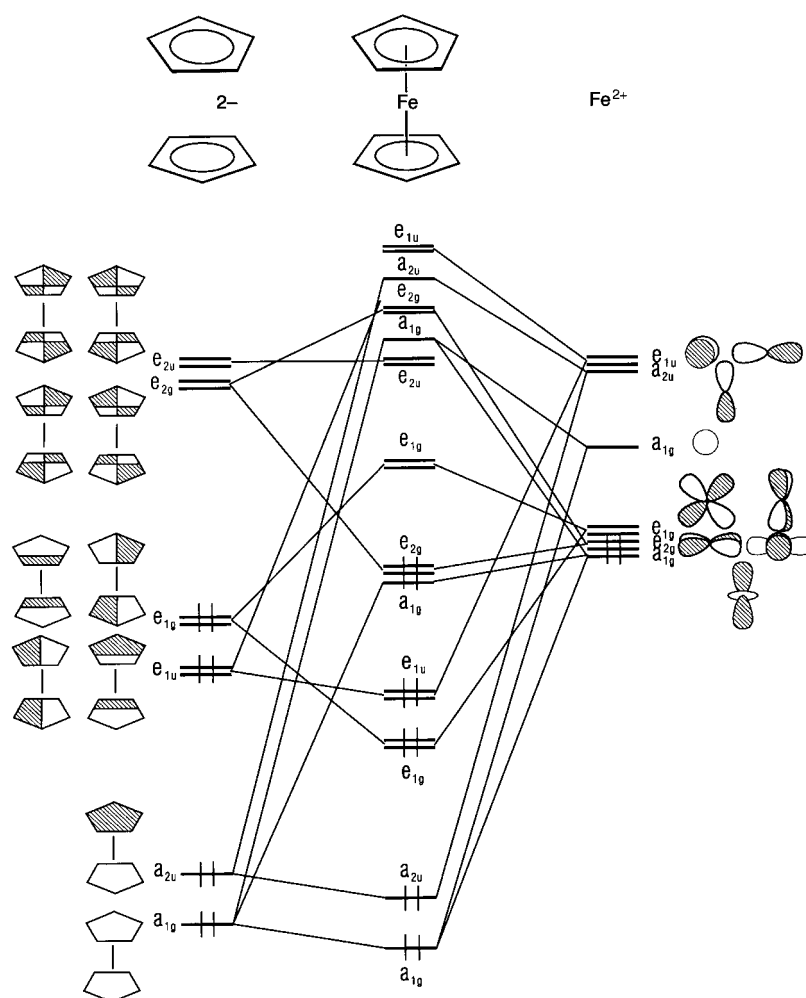 2–
Fe
Fe²⁺
e₁ᵤ
a₂ᵤ
e₂g
a₁g
e₂ᵤ
e₁g
e₂g
a₁g
e₁ᵤ
e₁g
a₂ᵤ
a₁g
e₂ᵤ
e₂g
e₁g
e₁ᵤ
a₂ᵤ
a₁g
e₁ᵤ
a₂ᵤ
a₁g
e₁g
e₂g
a₁g